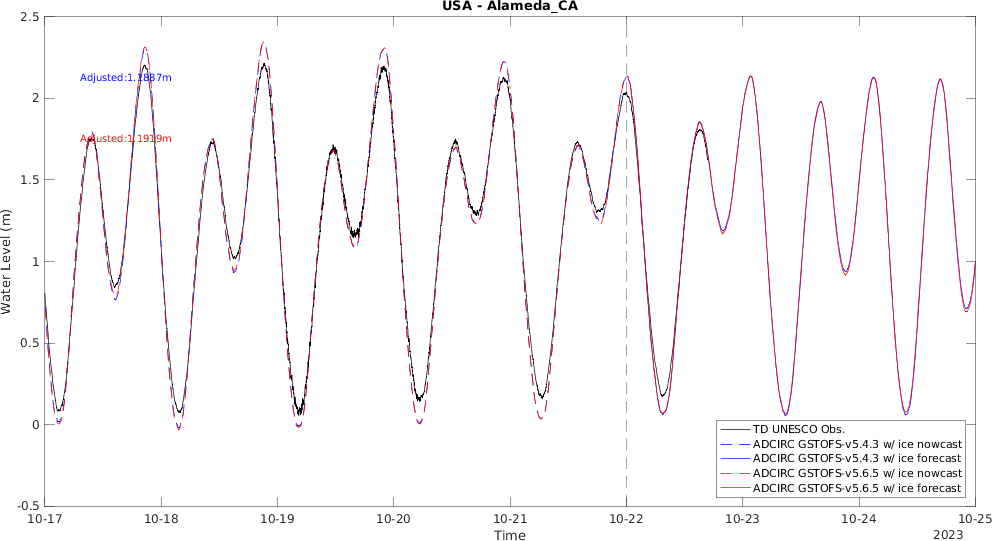 USA - Alameda_CA
2.5
2
1.5
1
0.5
0
-0.5
Water Level (m)
Adjusted:1.1887m
Adjusted:1.1919m
TD UNESCO Obs.
ADCIRC GSTOFS-v5.4.3 w/ ice nowcast
ADCIRC GSTOFS-v5.4.3 w/ ice forecast
ADCIRC GSTOFS-v5.6.5 w/ ice nowcast
ADCIRC GSTOFS-v5.6.5 w/ ice forecast
10-17 10-18 10-19 10-20 10-21 10-22 10-23 10-24 10-25
Time
2023